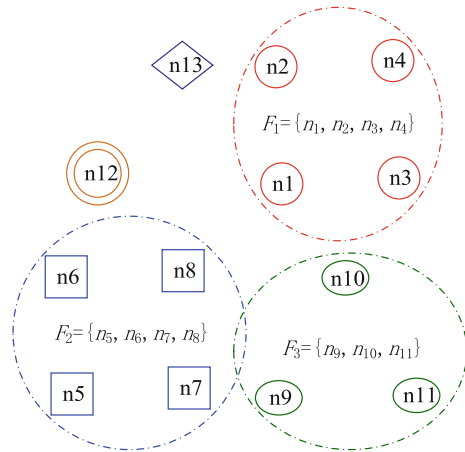 n13
n2
n4
F₁={n₁, n₂, n₃, n₄}
n12
n1
n3
n6
n8
n10
F₂={n₅, n₆, n₇, n₈}
F₃={n₉, n₁₀, n₁₁}
n5
n7
n9
n11